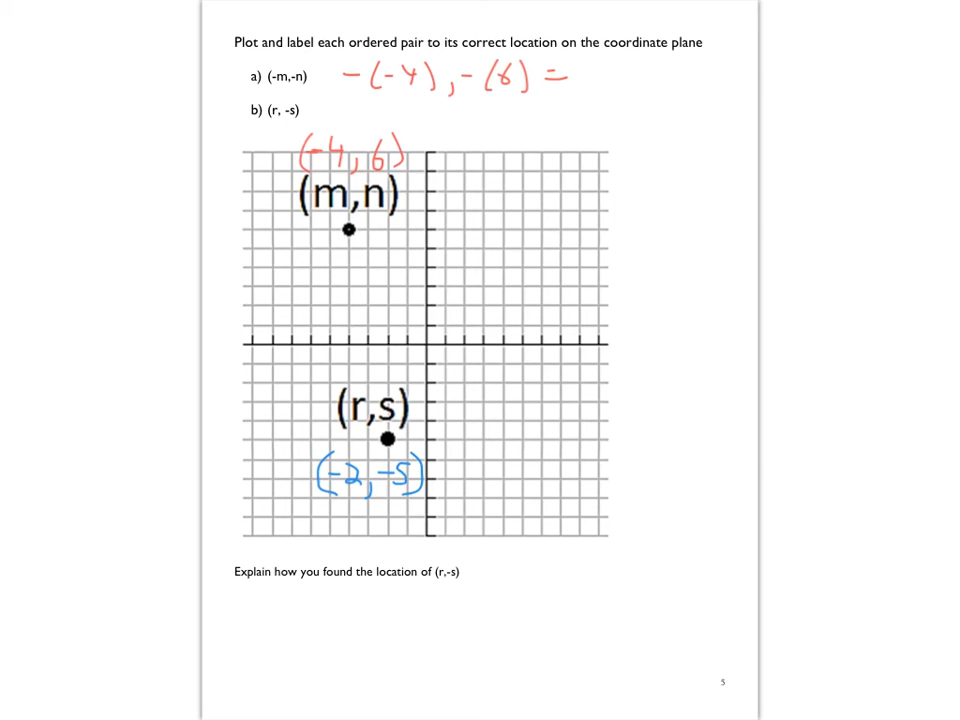 Plot and label each ordered pair to its correct location on the coordinate plane
a) (-m,-n) -(-4), -(6) =
b) (r, -s)
(-4, 6)
(m,n)
(r,s)
(-2, -5)
Explain how you found the location of (r,-s)
5